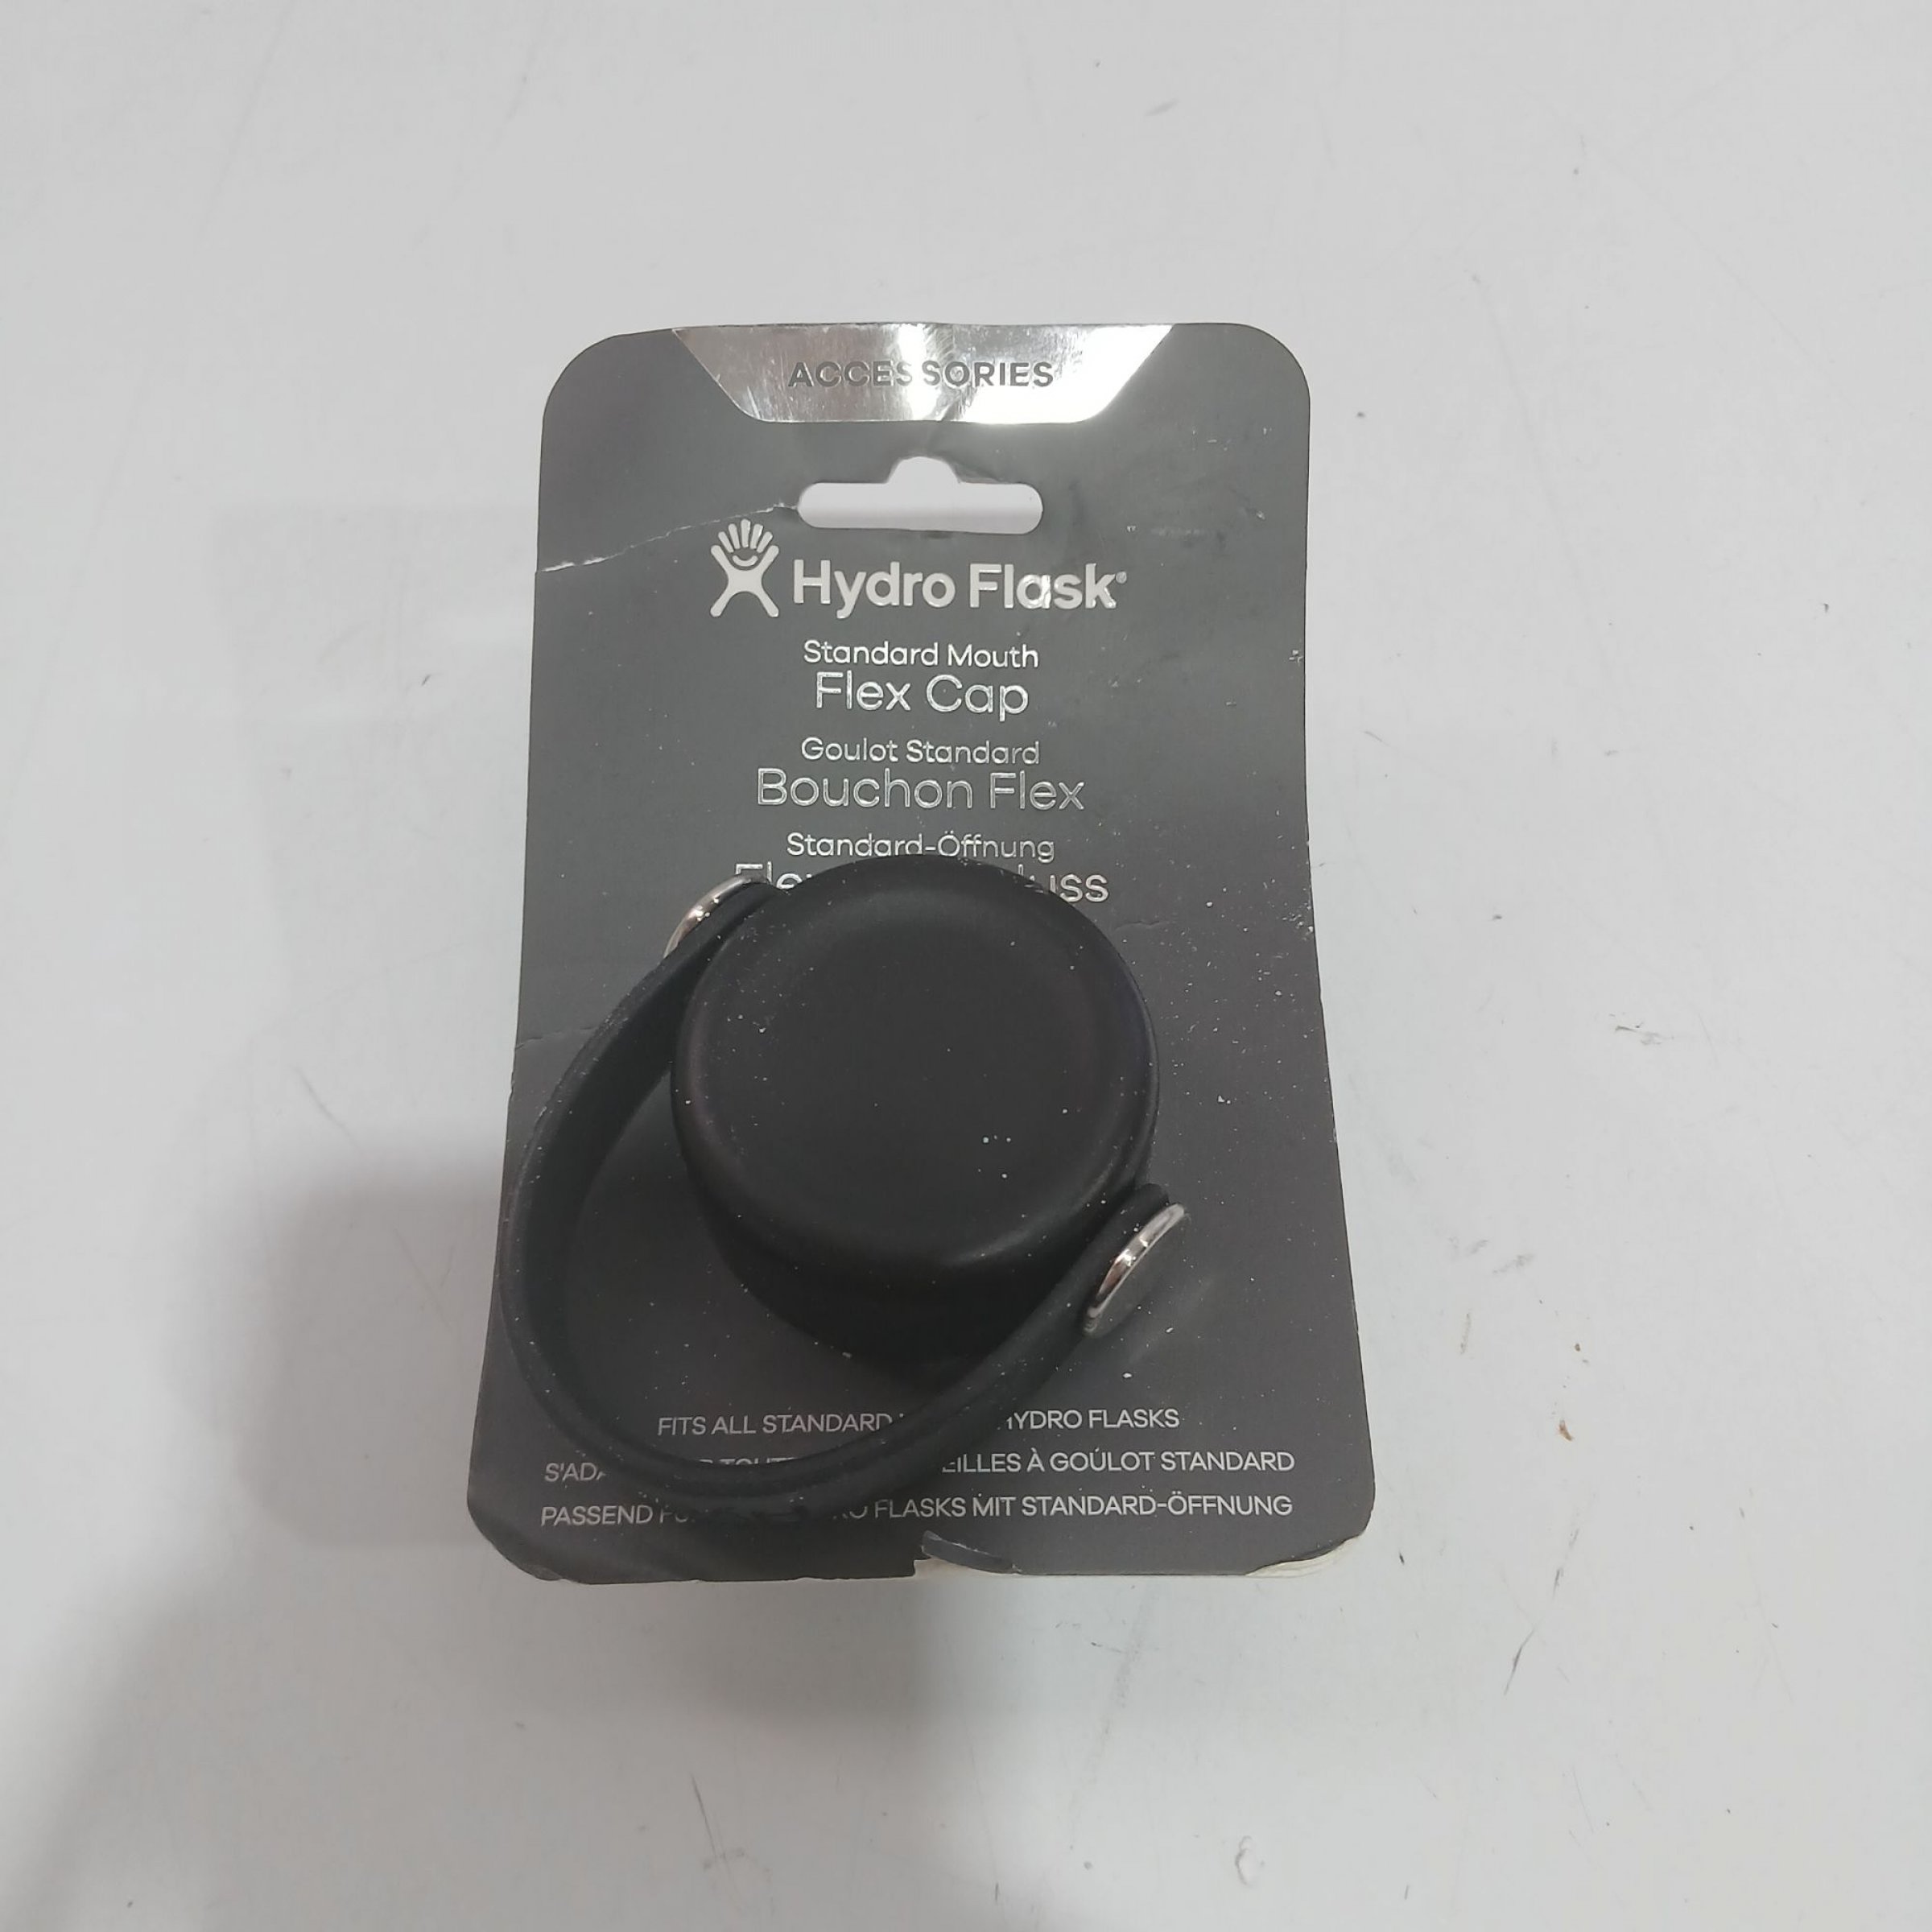 ACCESSORIES
Hydro Flask®
Standard Mouth
Flex Cap
Goulot Standard
Bouchon Flex
Standard-Öffnung
FITS ALL STANDARD HYDRO FLASKS
À GOULOT STANDARD
PASSEND FLASKS MIT STANDARD-ÖFFNUNG